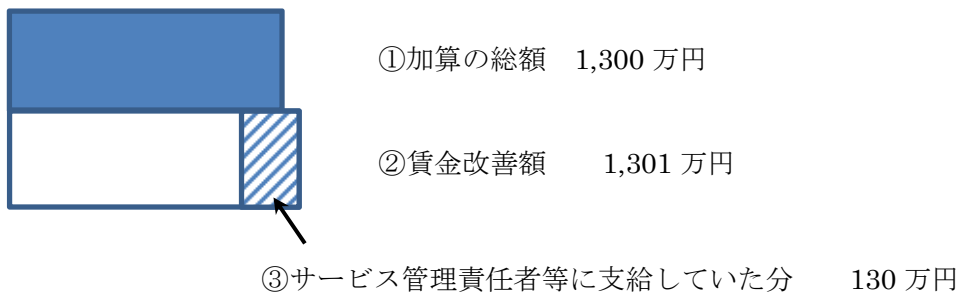 ①加算の総額　1,300 万円
②賃金改善額　　1,301 万円
③サービス管理責任者等に支給していた分　　130 万円